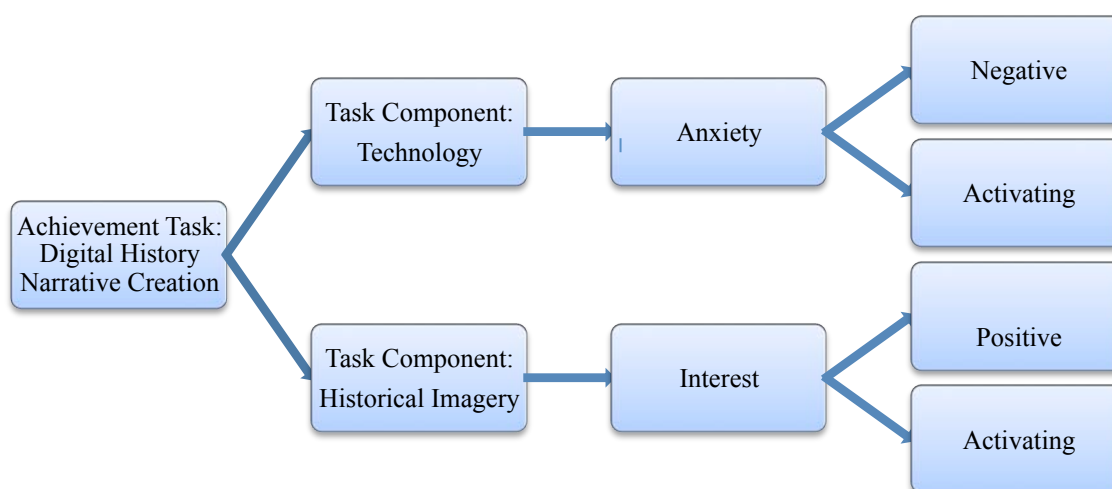 Achievement Task:
Digital History
Narrative Creation
Task Component:
Technology
Anxiety
Negative
Activating
Task Component:
Historical Imagery
Interest
Positive
Activating